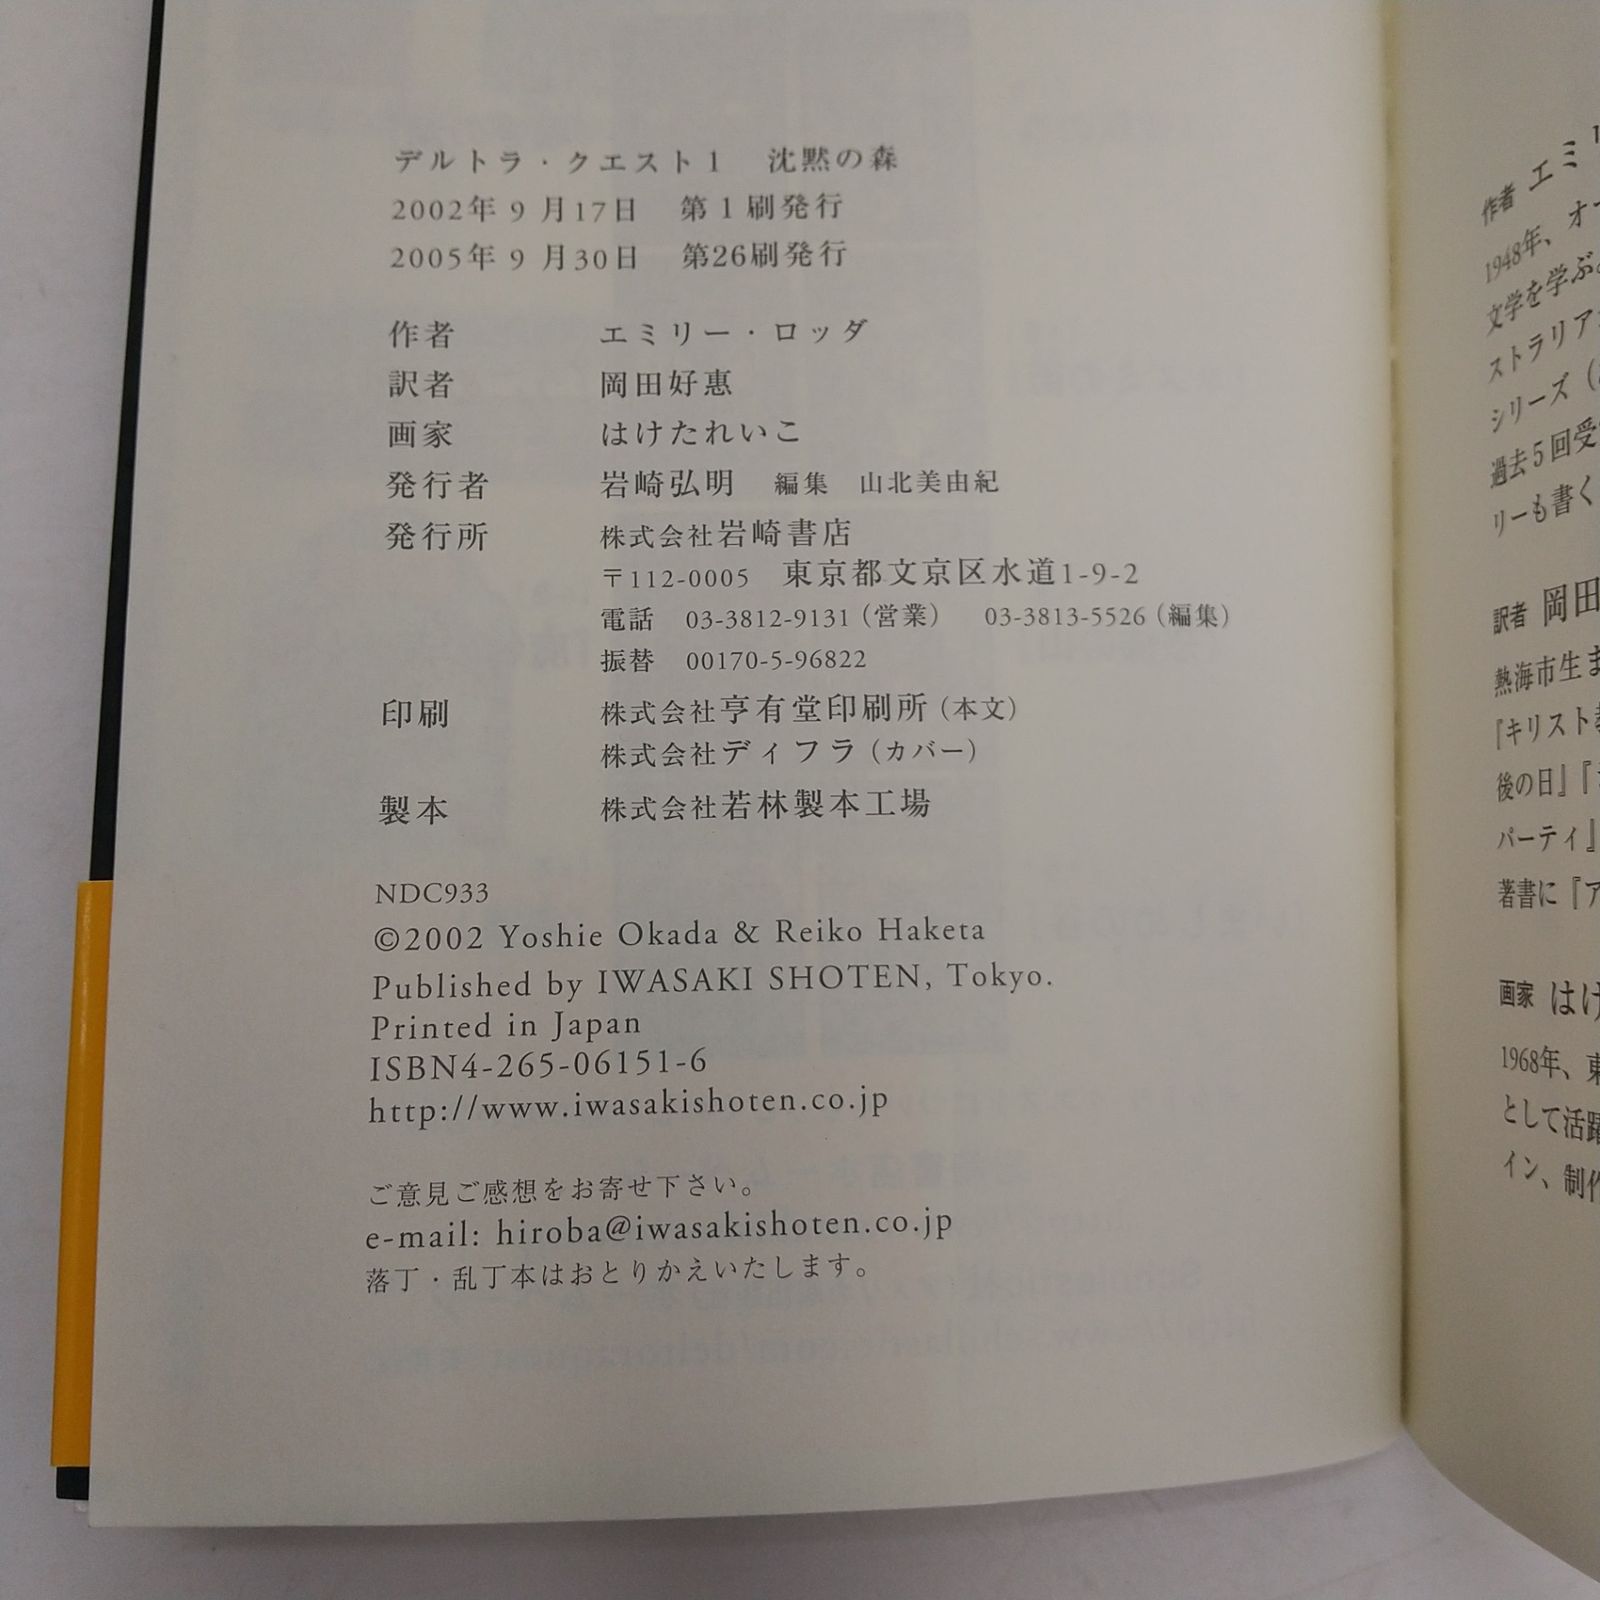 デルトラ・クエスト1　沈黙の森
2002年 9 月17日　第 1 刷発行
2005年 9 月30日　第26刷発行
作者　エミリー・ロッダ
訳者　岡田好惠
画家　はけたれいこ
発行者　岩崎弘明　編集　山北美由紀
発行所　株式会社岩崎書店
〒112-0005　東京都文京区水道1-9-2
電話　03-3812-9131（営業）　03-3813-5526（編集）
振替　00170-5-96822
印刷　株式会社亨有堂印刷所（本文）
株式会社ディフラ（カバー）
製本　株式会社若林製本工場
NDC933
©2002 Yoshie Okada & Reiko Haketa
Published by IWASAKI SHOTEN, Tokyo.
Printed in Japan
ISBN4-265-06151-6
http://www.iwasakishoten.co.jp
ご意見ご感想をお寄せ下さい。
e-mail: hiroba@iwasakishoten.co.jp
落丁・乱丁本はおとりかえいたします。
作者 エミ
1948年、オー
文学を学ぶ。
ストラリア
シリーズ（
過去5回受
リーも書く
訳者 岡田
熱海市生ま
『キリスト教
後の日』『
パーティ』
著書に『ア
画家 はけ
1968年、東
として活躍
イン、制作